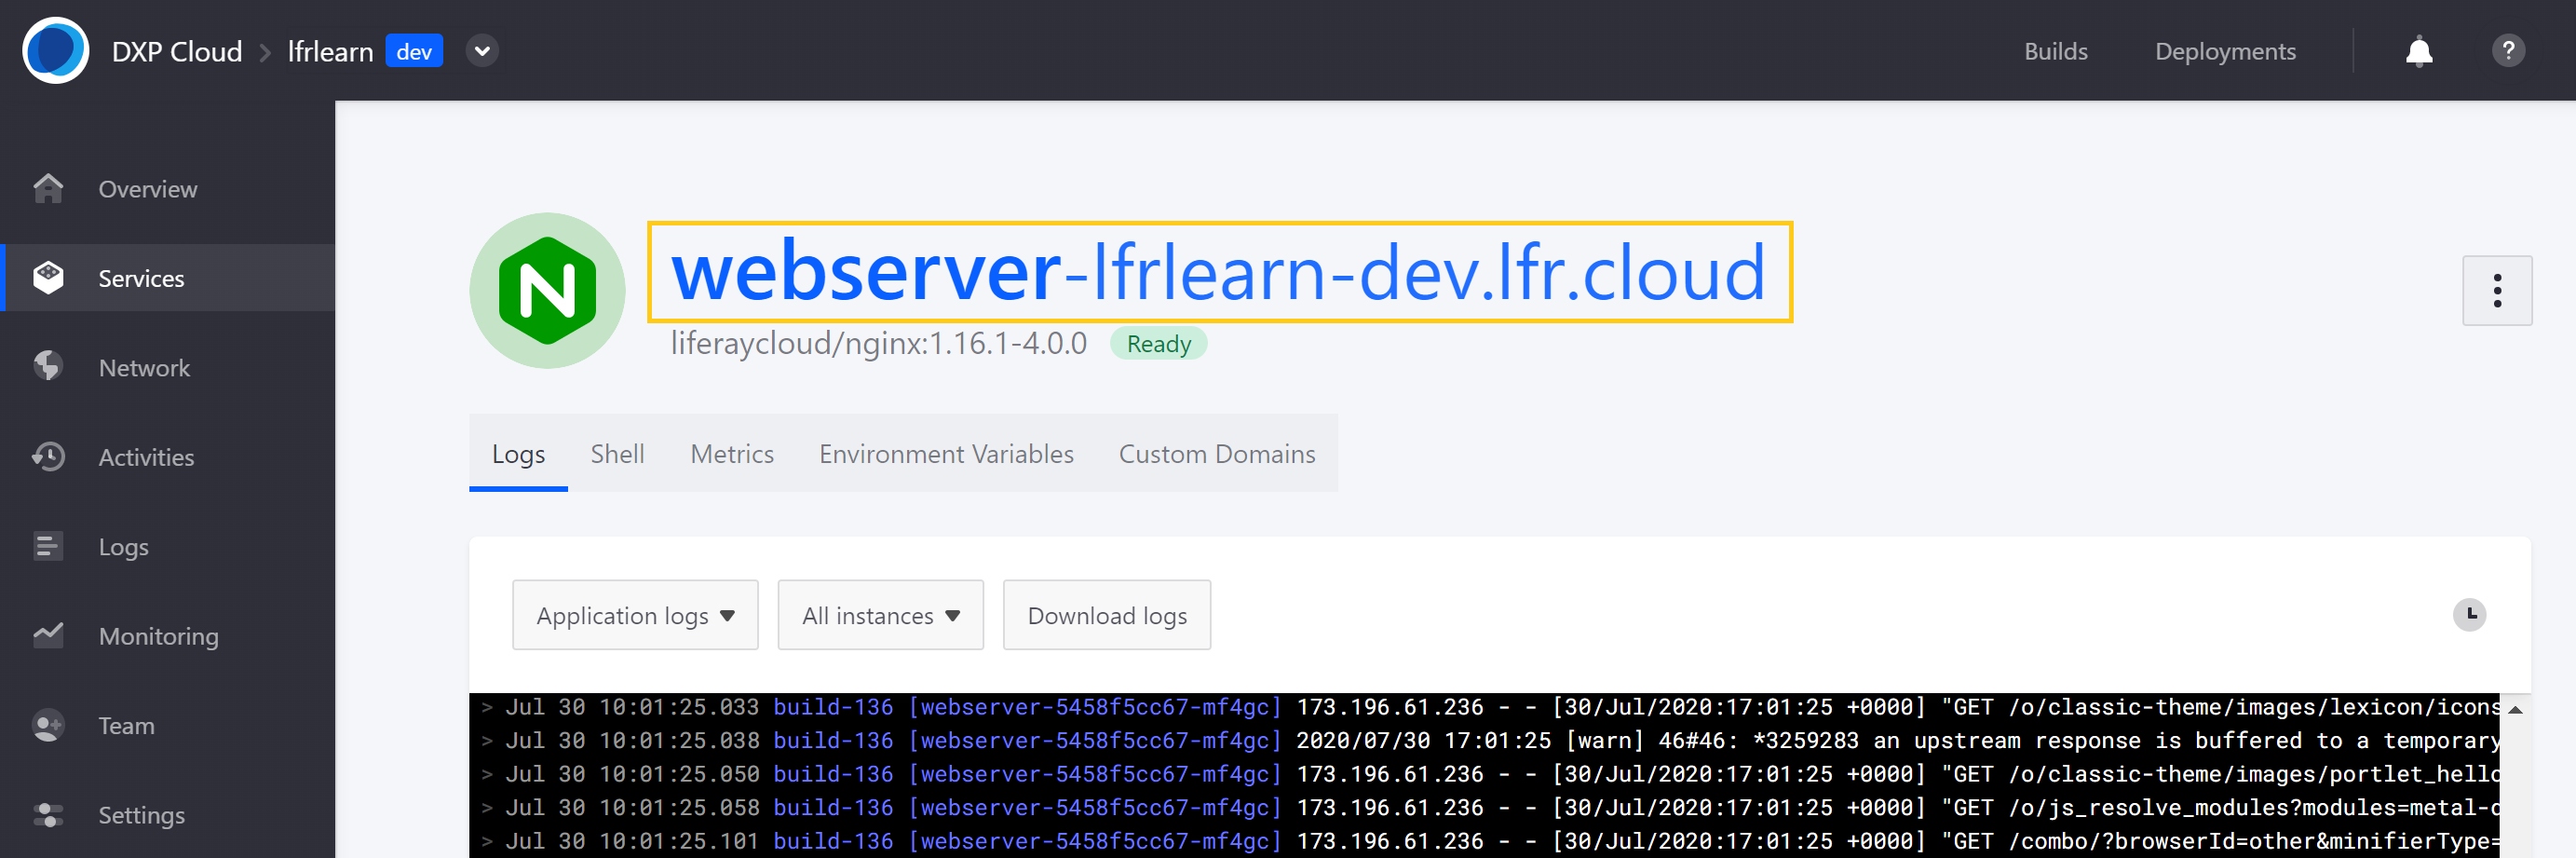 DXP Cloud > lfrlearn dev
Builds
Deployments
?
Overview
Services
Network
Activities
Logs
Monitoring
Team
Settings
N
webserver-lfrlearn-dev.lfr.cloud
liferaycloud/nginx:1.16.1-4.0.0 Ready
Logs Shell Metrics Environment Variables Custom Domains
Application logs All instances Download logs
> Jul 30 10:01:25.033 build-136 [webserver-5458f5cc67-mf4gc] 173.196.61.236 - - [30/Jul/2020:17:01:25 +0000] "GET /o/classic-theme/images/lexicon/icons
> Jul 30 10:01:25.038 build-136 [webserver-5458f5cc67-mf4gc] 2020/07/30 17:01:25 [warn] 46#46: *3259283 an upstream response is buffered to a temporary
> Jul 30 10:01:25.050 build-136 [webserver-5458f5cc67-mf4gc] 173.196.61.236 - - [30/Jul/2020:17:01:25 +0000] "GET /o/classic-theme/images/portlet_hello
> Jul 30 10:01:25.058 build-136 [webserver-5458f5cc67-mf4gc] 173.196.61.236 - - [30/Jul/2020:17:01:25 +0000] "GET /o/js_resolve_modules?modules=metal-
> Jul 30 10:01:25.101 build-136 [webserver-5458f5cc67-mf4gc] 173.196.61.236 - - [30/Jul/2020:17:01:25 +0000] "GET /combo/?browserId=other&minifierType=